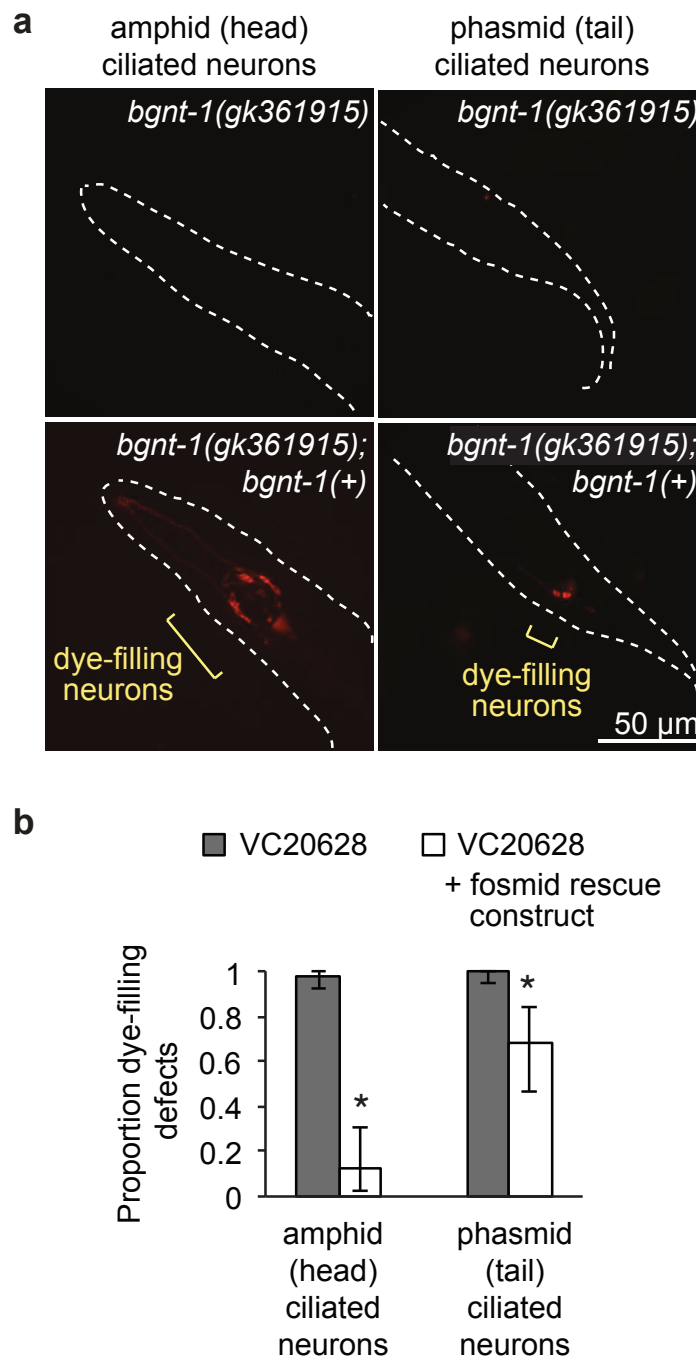 a
amphid (head)
ciliated neurons
phasmid (tail)
ciliated neurons
bgnt-1(gk361915)
bgnt-1(gk361915)
bgnt-1(gk361915);
bgnt-1(+)
dye-filling
neurons
bgnt-1(gk361915);
bgnt-1(+)
dye-filling
neurons
50 µm
b
VC20628
VC20628
+ fosmid rescue
construct
Proportion dye-filling
defects
1
0.8
0.6
0.4
0.2
0
*
*
amphid
(head)
ciliated
neurons
phasmid
(tail)
ciliated
neurons